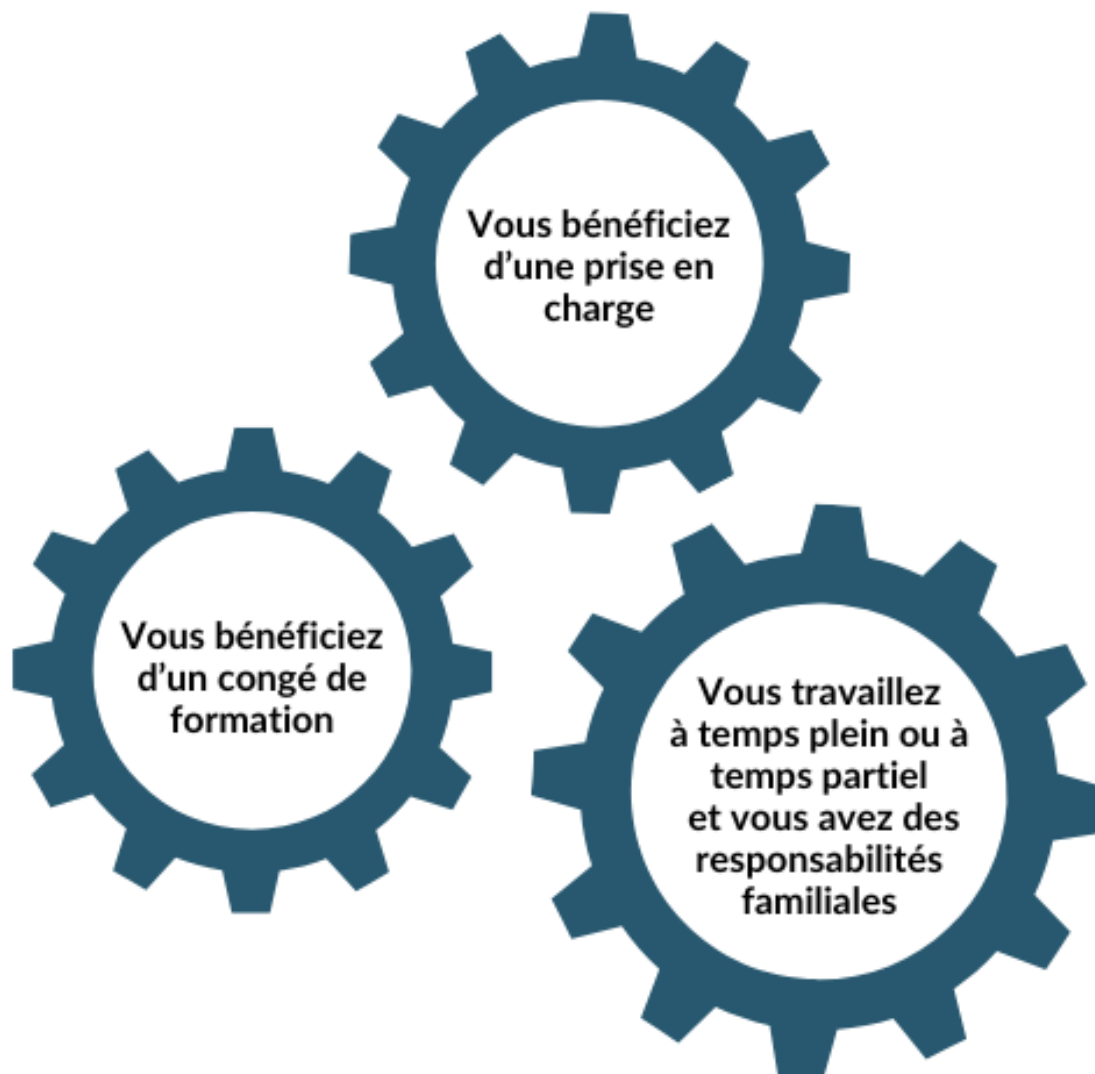 Vous bénéficiez
d’une prise en
charge
Vous bénéficiez
d’un congé de
formation
Vous travaillez
à temps plein ou à
temps partiel
et vous avez des
responsabilités
familiales